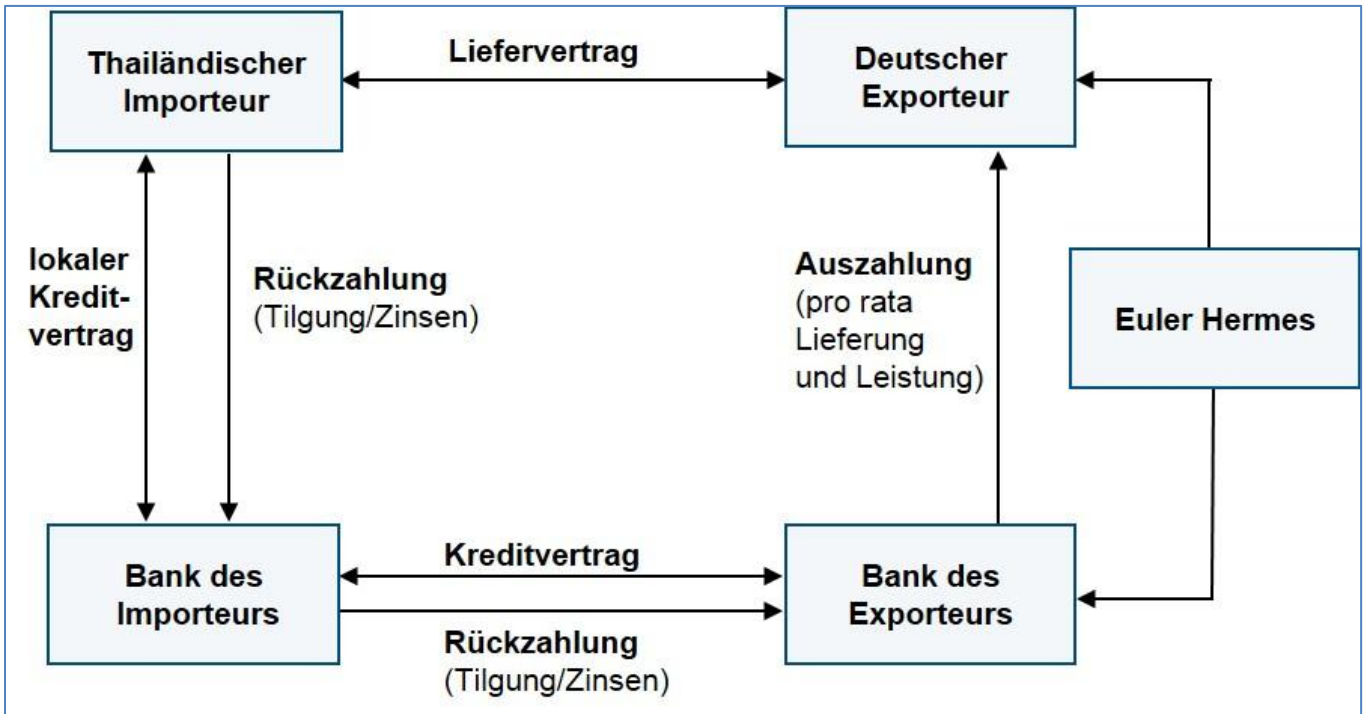 Thailändischer
Importeur
Liefervertrag
Deutscher
Exporteur
lokaler
Kredit-
vertrag
Rückzahlung
(Tilgung/Zinsen)
Auszahlung
(pro rata
Lieferung
und Leistung)
Euler Hermes
Bank des
Importeurs
Kreditvertrag
Rückzahlung
(Tilgung/Zinsen)
Bank des
Exporteurs